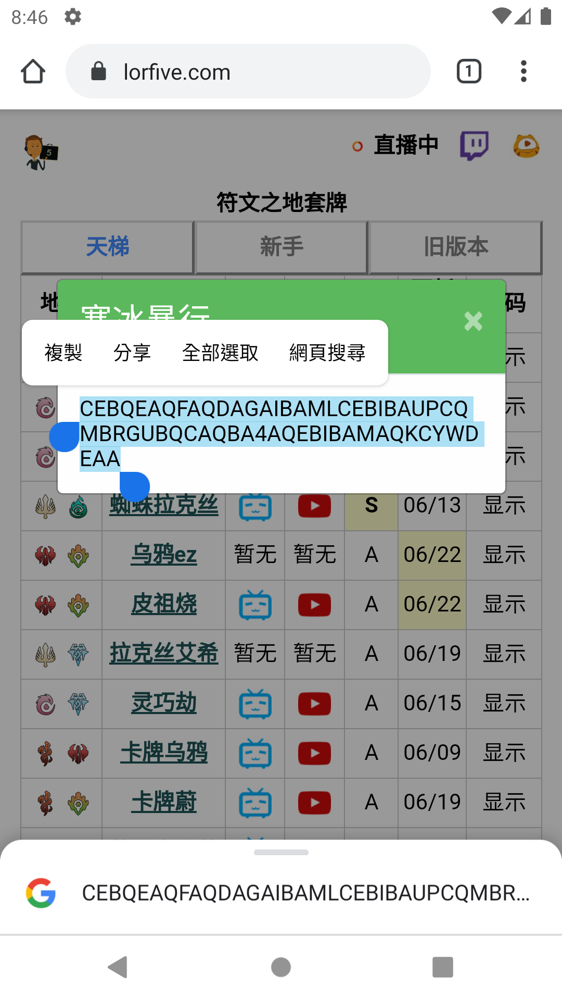 8:46
lorfive.com
1
5
直播中
符文之地套牌
天梯 新手 旧版本
地 码
寒冰暴行
複製 分享 全部選取 網頁搜尋
示
示
示
CEBQEAQFAQDAGAIBAMLCEBIBAUPCQ
MBRGUBQCAQBA4AQEBIBAMAQKCYWD
EAA
蜘蛛拉克丝 S 06/13 显示
乌鸦ez 暂无 暂无 A 06/22 显示
皮祖烧 A 06/22 显示
拉克丝艾希 暂无 暂无 A 06/19 显示
灵巧劫 A 06/15 显示
卡牌乌鸦 A 06/09 显示
卡牌蔚 A 06/19 显示
CEBQEAQFAQDAGAIBAMLCEBIBAUPCQMBR...